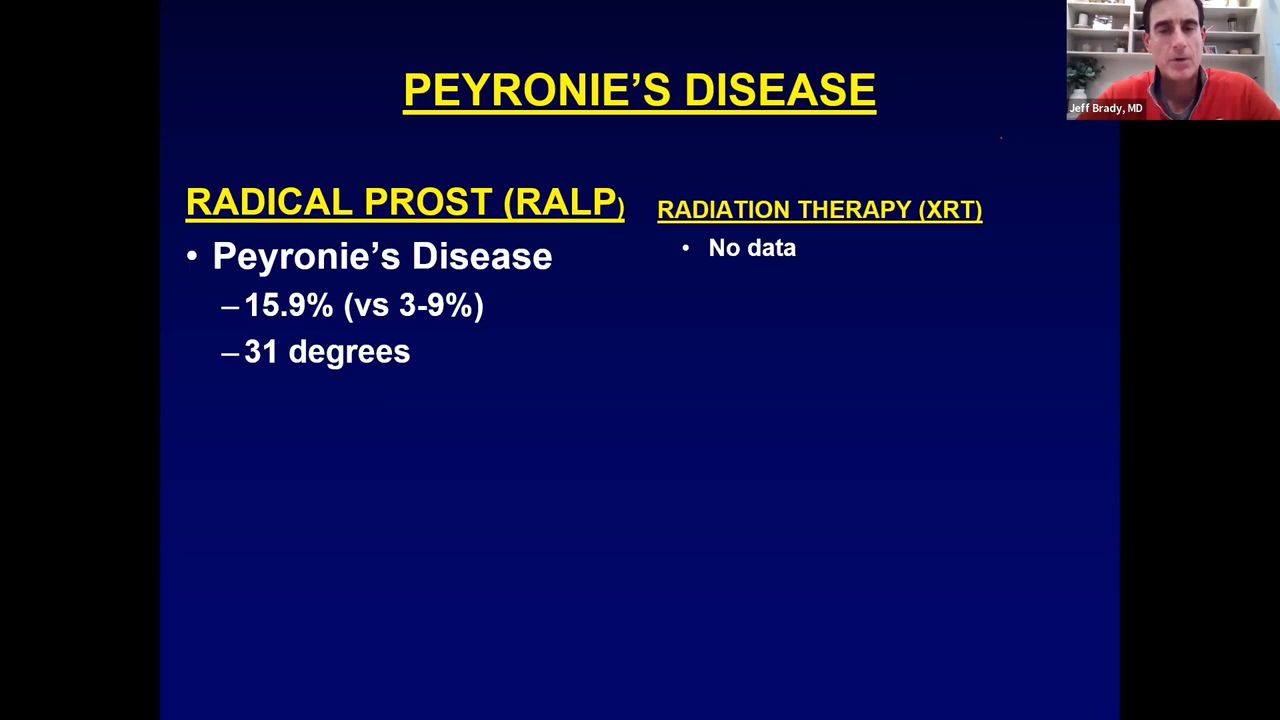 PEYRONIE’S DISEASE
Jeff Brady, MD
RADICAL PROST (RALP)
• Peyronie’s Disease
–15.9% (vs 3-9%)
–31 degrees
RADIATION THERAPY (XRT)
• No data